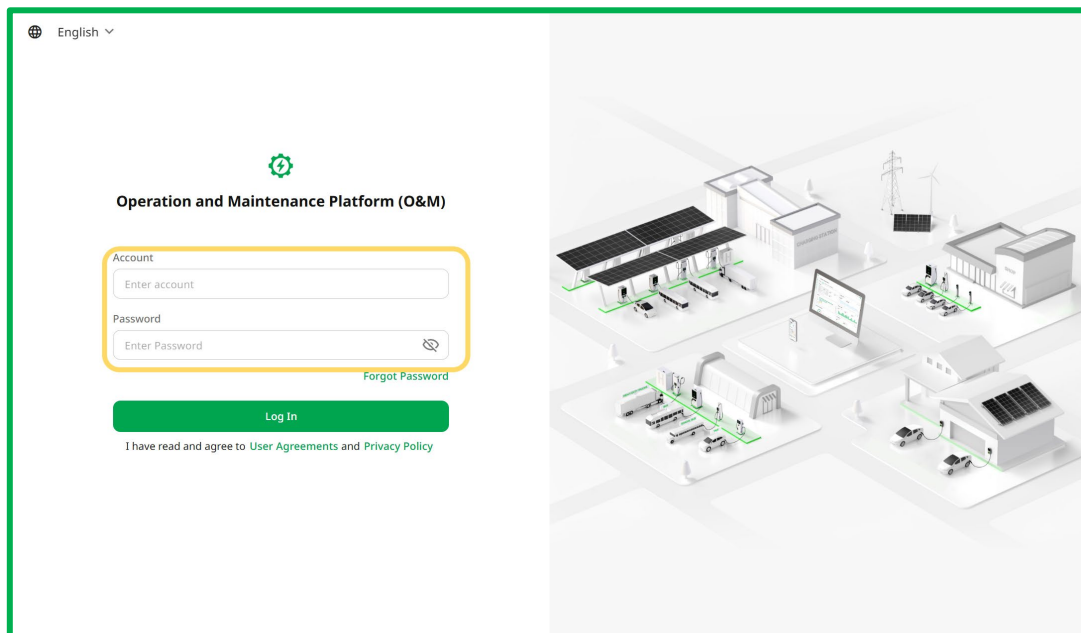 English
Operation and Maintenance Platform (O&M)
Account
Enter account
Password
Enter Password
Forgot Password
Log In
I have read and agree to User Agreements and Privacy Policy